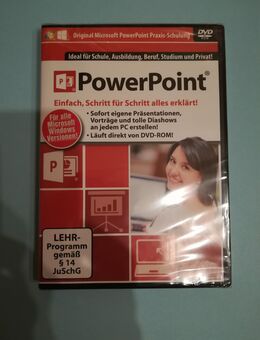 Original Microsoft PowerPoint Praxis-Schulung
DVD
Ideal für Schule, Ausbildung, Beruf, Studium und Privat!
P
PowerPoint®
Einfach, Schritt für Schritt alles erklärt!
Für alle
Microsoft
Windows
Versionen!
• Sofort eigene Präsentationen,
Vorträge und tolle Diashows
an jedem PC erstellen!
• Läuft direkt von DVD-ROM!
P
LEHR-
Programm
gemäß
§ 14
JuSchG